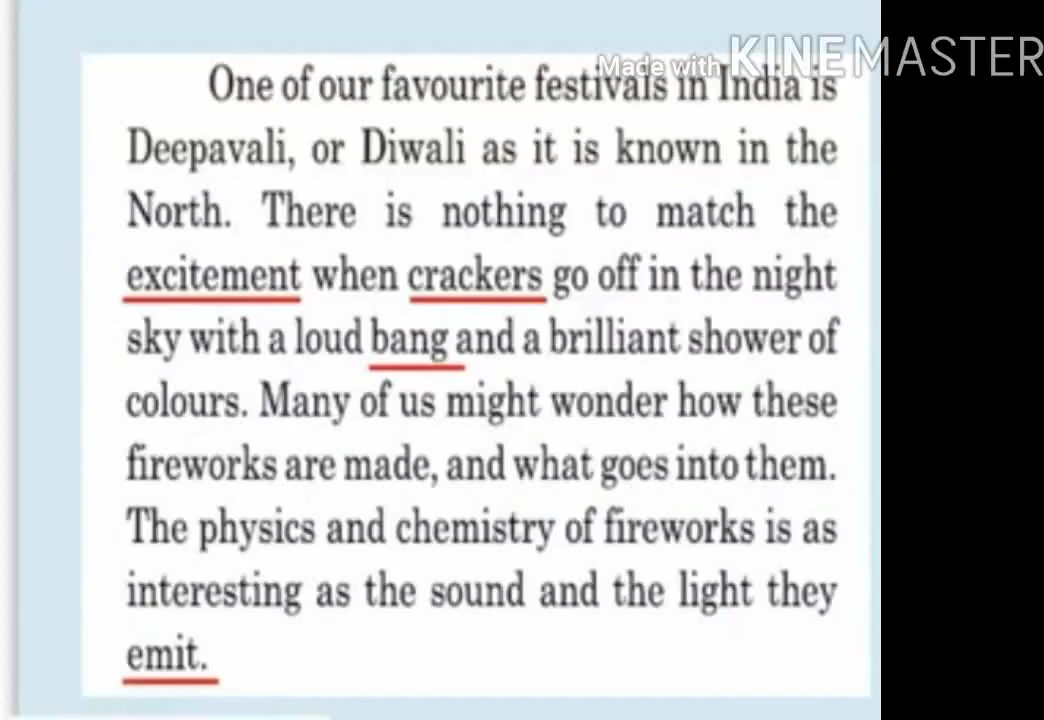 Made with KINEMASTER
One of our favourite festivals in India is
Deepavali, or Diwali as it is known in the
North. There is nothing to match the
excitement when crackers go off in the night
sky with a loud bang and a brilliant shower of
colours. Many of us might wonder how these
fireworks are made, and what goes into them.
The physics and chemistry of fireworks is as
interesting as the sound and the light they
emit.